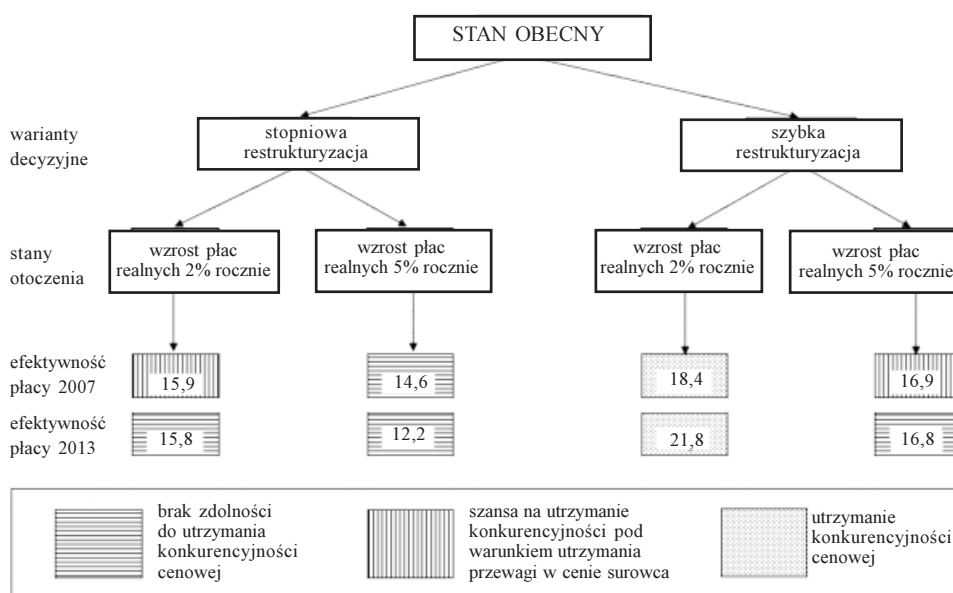 STAN OBECNY
warianty
decyzyjne
stopniowa
restrukturyzacja
szybka
restrukturyzacja
stany
otoczenia
wzrost płac
realnych 2% rocznie
wzrost płac
realnych 5% rocznie
wzrost płac
realnych 2% rocznie
wzrost płac
realnych 5% rocznie
efektywność
płacy 2007
15,9
14,6
18,4
16,9
efektywność
płacy 2013
15,8
12,2
21,8
16,8
brak zdolności
do utrzymania
konkurencyjności
cenowej
szansa na utrzymanie
konkurencyjności pod
warunkiem utrzymania
przewagi w cenie surowca
utrzymanie
konkurencyjności
cenowej